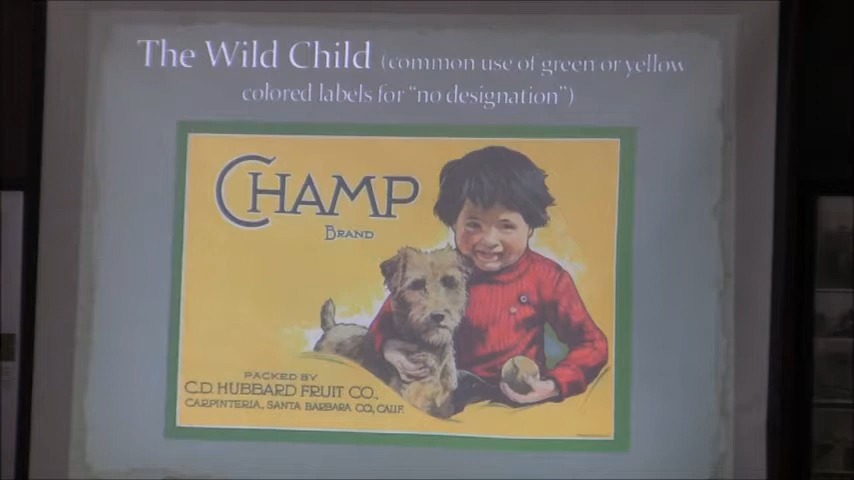 The Wild Child (common use of green or yellow
colored labels for "no designation")
CHAMP
BRAND
PACKED BY
C.D. HUBBARD FRUIT CO.,
CARPINTERIA, SANTA BARBARA CO., CALIF.